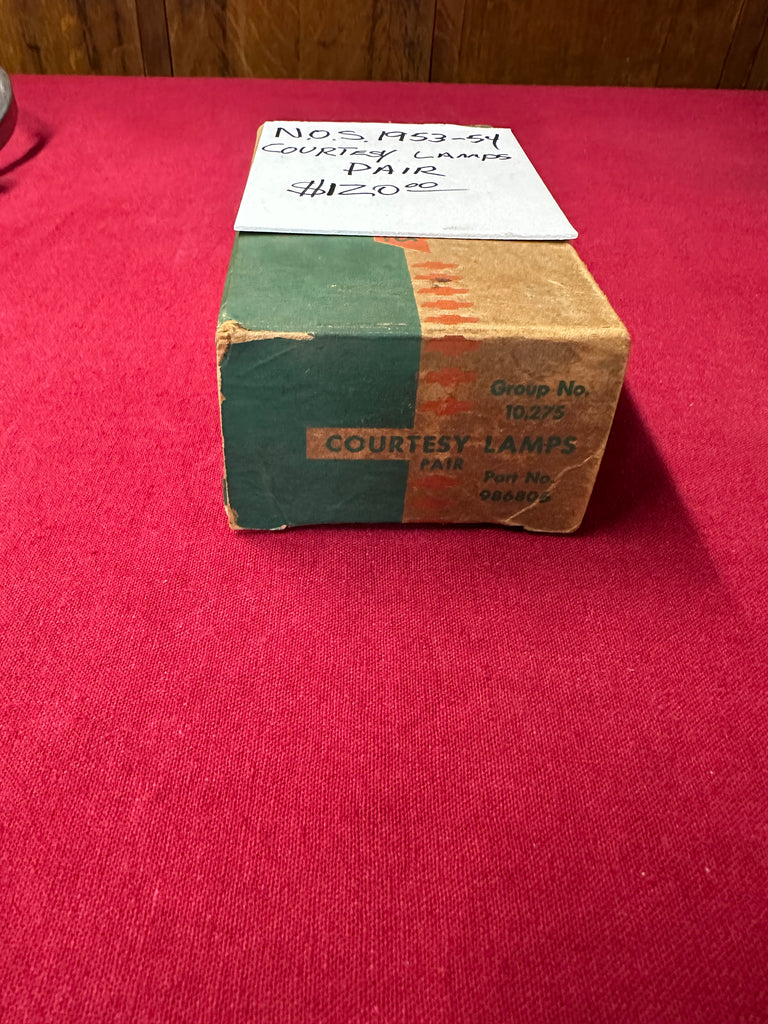 N.O.S. 1953-54
COURTESY LAMPS
PAIR
$120.00
Group No.
10,275
COURTESY LAMPS
PAIR
Part No.
986805